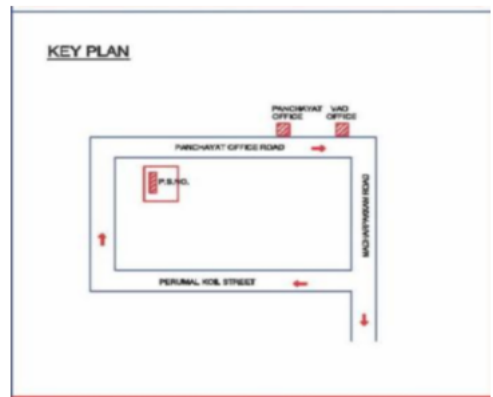 KEY PLAN
PANCHAYAT OFFICE
VAO OFFICE
PANCHAYAT OFFICE ROAD
P.S.NO.
PERUMAL KOIL STREET